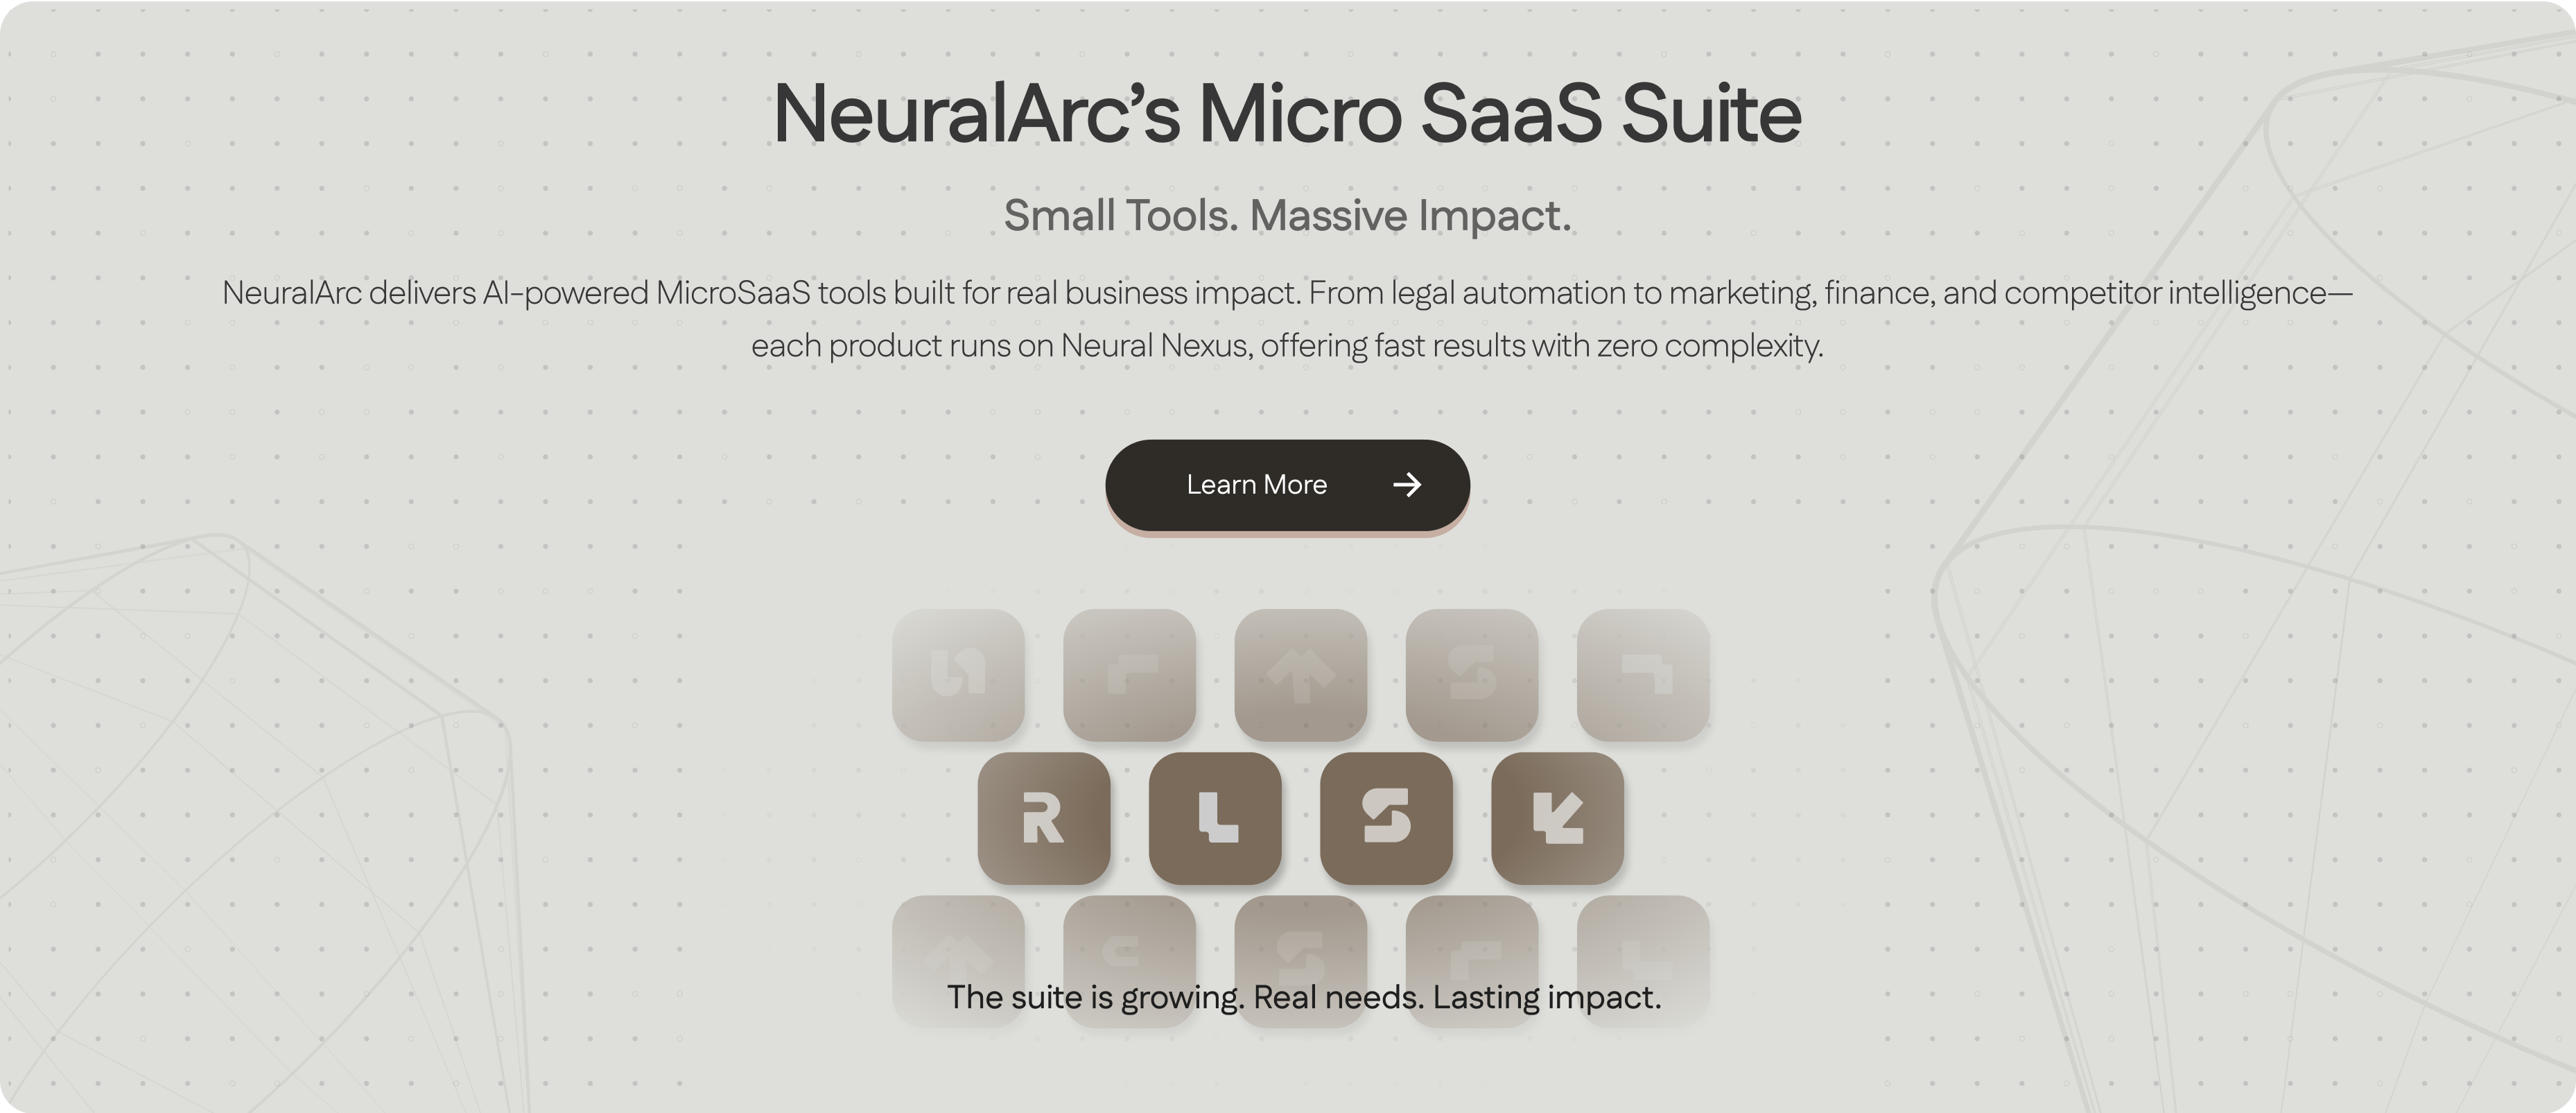 NeuralArc’s Micro SaaS Suite
Small Tools. Massive Impact.
NeuralArc delivers AI-powered MicroSaaS tools built for real business impact. From legal automation to marketing, finance, and competitor intelligence—
each product runs on Neural Nexus, offering fast results with zero complexity.
Learn More
R L S
The suite is growing. Real needs. Lasting impact.